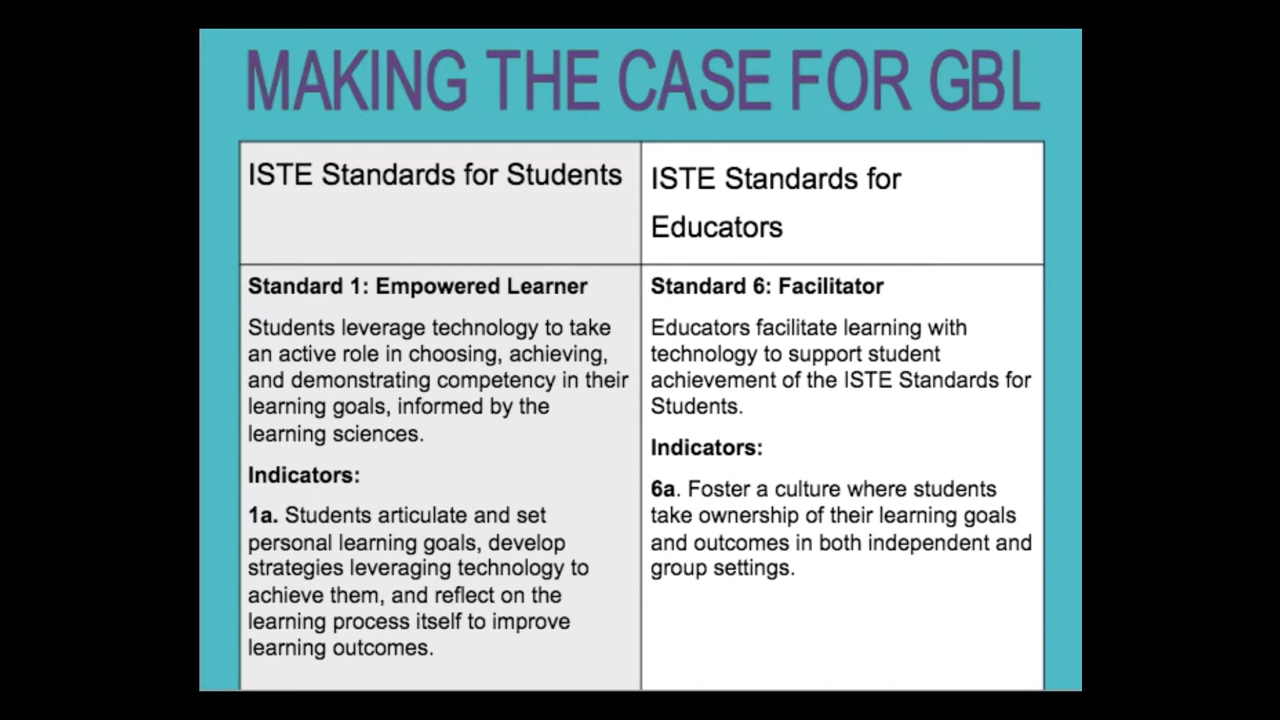 MAKING THE CASE FOR GBL
ISTE Standards for Students
ISTE Standards for
Educators
Standard 1: Empowered Learner
Students leverage technology to take
an active role in choosing, achieving,
and demonstrating competency in their
learning goals, informed by the
learning sciences.
Indicators:
1a. Students articulate and set
personal learning goals, develop
strategies leveraging technology to
achieve them, and reflect on the
learning process itself to improve
learning outcomes.
Standard 6: Facilitator
Educators facilitate learning with
technology to support student
achievement of the ISTE Standards for
Students.
Indicators:
6a. Foster a culture where students
take ownership of their learning goals
and outcomes in both independent and
group settings.